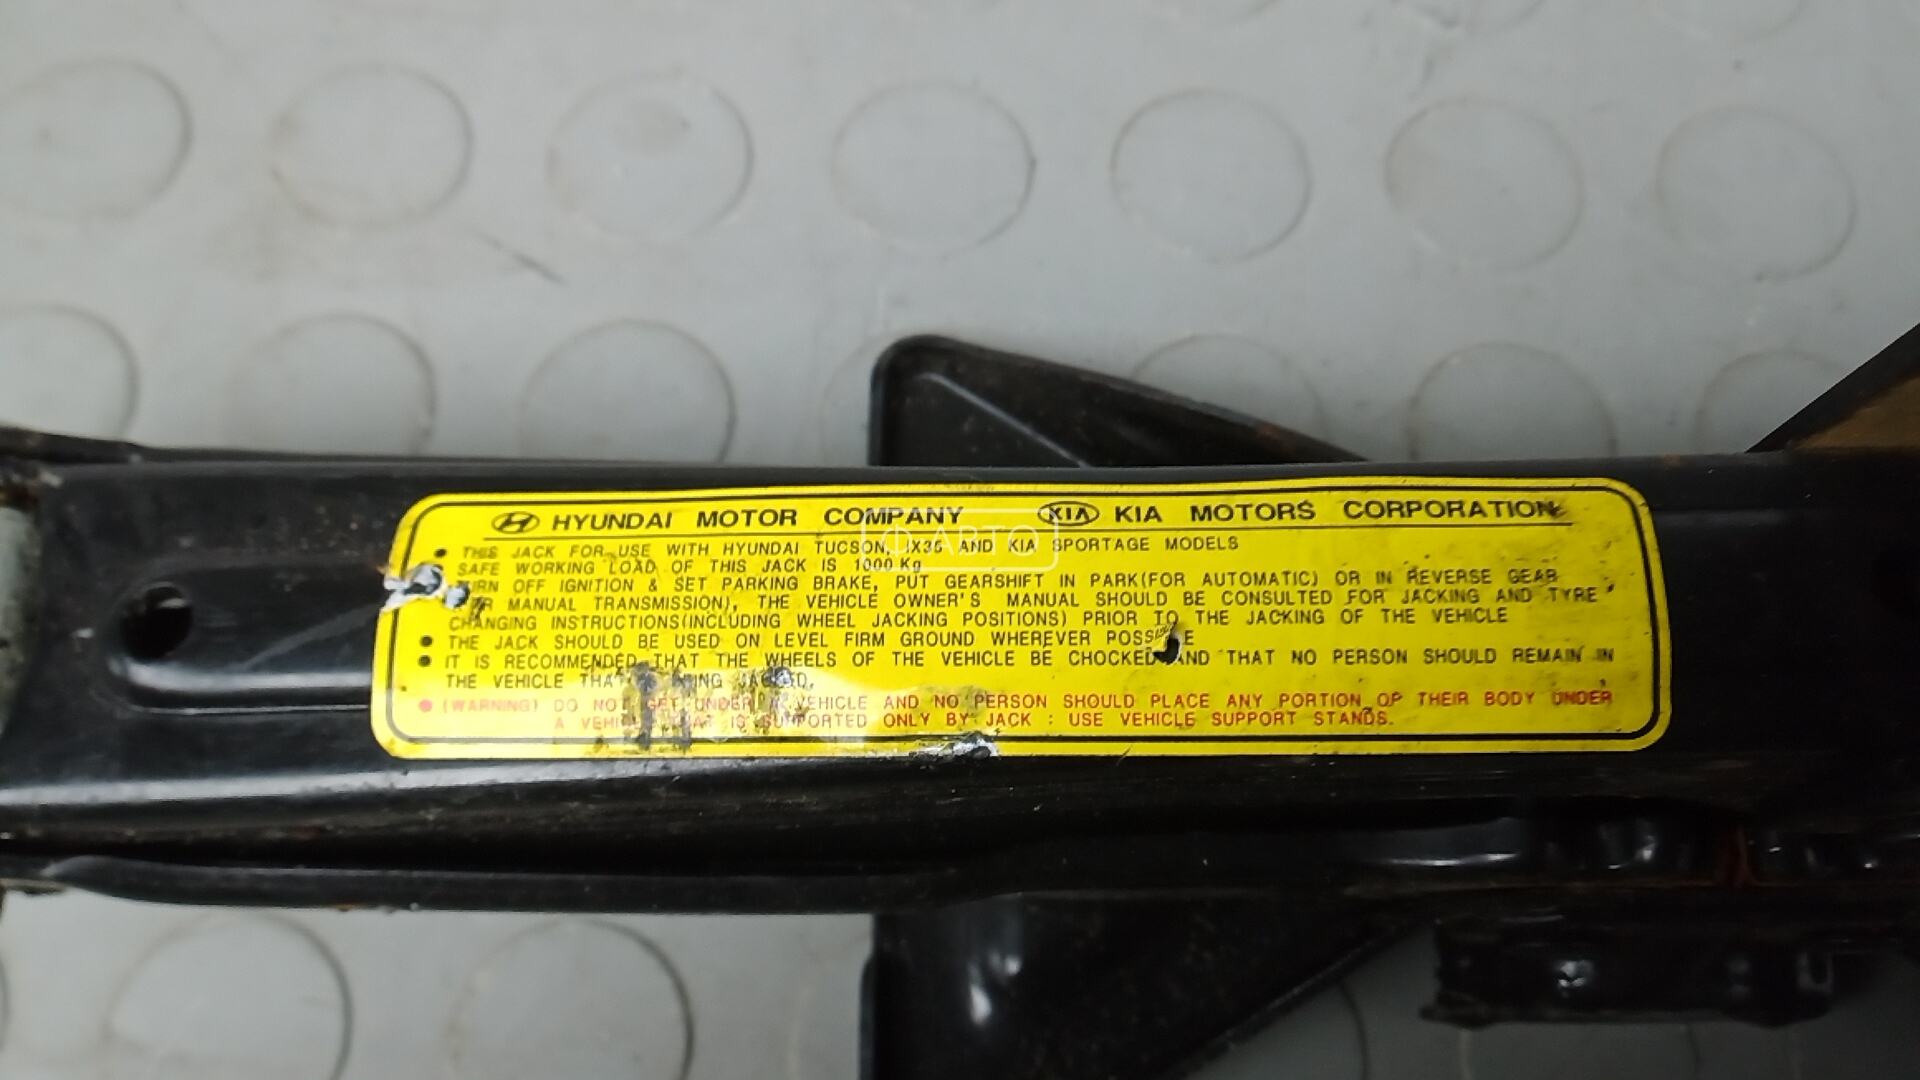 HYUNDAI MOTOR COMPANY KIA KIA MOTORS CORPORATION
● THIS JACK FOR USE WITH HYUNDAI TUCSON, IX35 AND KIA SPORTAGE MODELS
SAFE WORKING LOAD OF THIS JACK IS 1000 Kg
TURN OFF IGNITION & SET PARKING BRAKE, PUT GEARSHIFT IN PARK(FOR AUTOMATIC) OR IN REVERSE GEAR
MANUAL TRANSMISSION), THE VEHICLE OWNER'S MANUAL SHOULD BE CONSULTED FOR JACKING AND TYRE
CHANGING INSTRUCTIONS(INCLUDING WHEEL JACKING POSITIONS) PRIOR TO THE JACKING OF THE VEHICLE
● THE JACK SHOULD BE USED ON LEVEL FIRM GROUND WHEREVER
● IT IS RECOMMENDED THAT THE WHEELS OF THE VEHICLE BE CHOCKED AND THAT NO PERSON SHOULD REMAIN IN
THE VEHICLE THAT
● (WARNING) DO NOT GET UNDER A VEHICLE AND NO PERSON SHOULD PLACE ANY PORTION OF THEIR BODY UNDER
A THAT IS SUPPORTED ONLY BY JACK : USE VEHICLE SUPPORT STANDS.
Ф АВТО